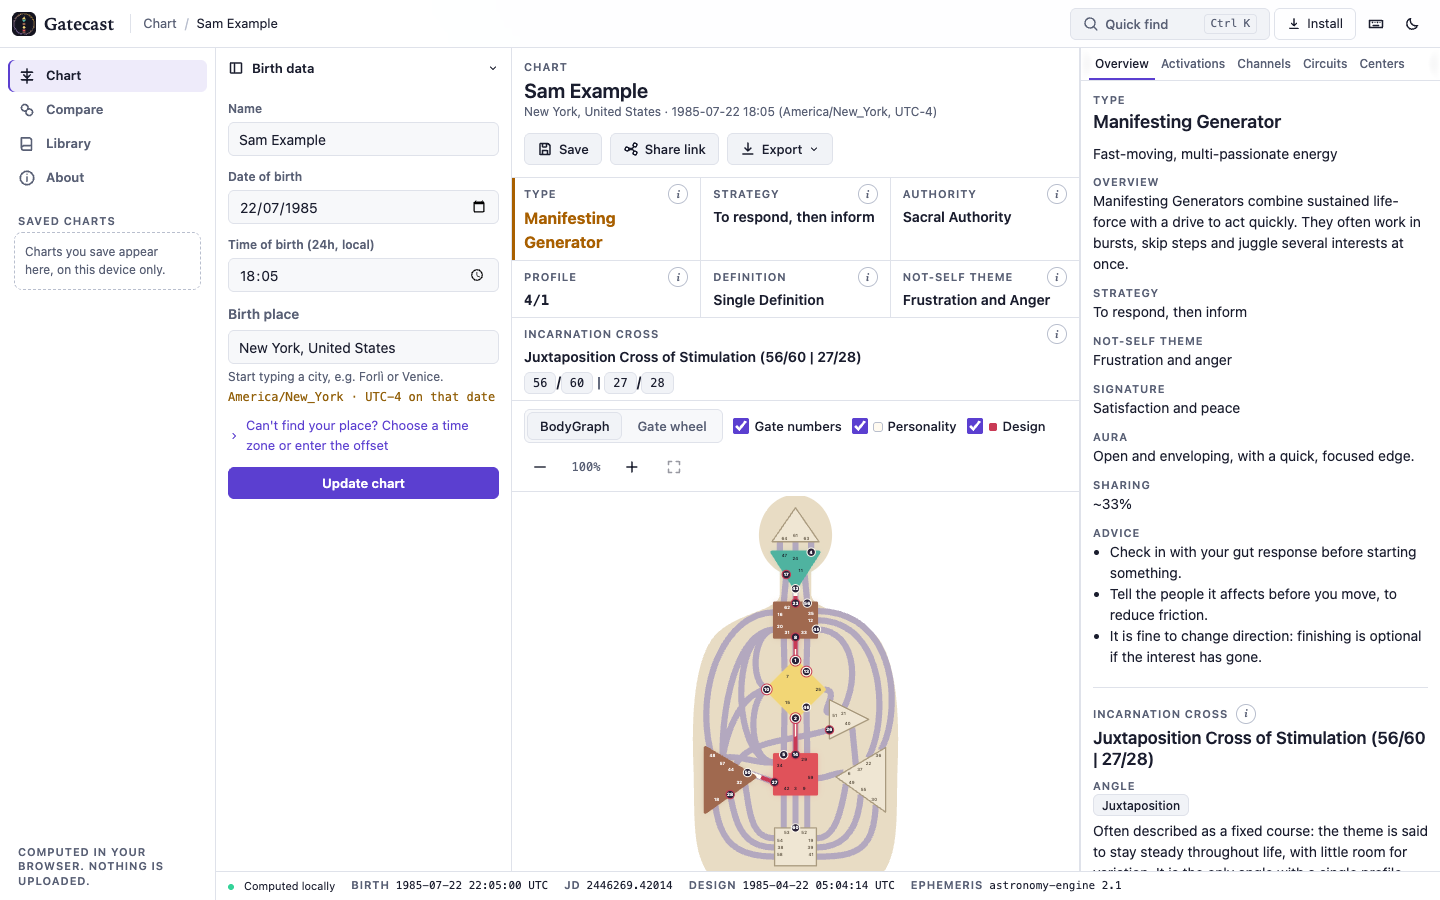 Gatecast
Chart / Sam Example
Quick find Ctrl K
Install
Chart
Compare
Library
About
SAVED CHARTS
Charts you save appear
here, on this device only.
COMPUTED IN YOUR
BROWSER. NOTHING IS
UPLOADED.
Birth data
Name
Sam Example
Date of birth
22/07/1985
Time of birth (24h, local)
18:05
Birth place
New York, United States
Start typing a city, e.g. Forlì or Venice.
America/New_York · UTC-4 on that date
Can't find your place? Choose a time
zone or enter the offset
Update chart
CHART
Sam Example
New York, United States · 1985-07-22 18:05 (America/New_York, UTC-4)
Save
Share link
Export
TYPE
Manifesting
Generator
STRATEGY
To respond, then inform
AUTHORITY
Sacral Authority
PROFILE
4/1
DEFINITION
Single Definition
NOT-SELF THEME
Frustration and Anger
INCARNATION CROSS
Juxtaposition Cross of Stimulation (56/60 | 27/28)
56 / 60 | 27 / 28
BodyGraph
Gate wheel
Gate numbers
Personality
Design
100%
Overview
Activations
Channels
Circuits
Centers
TYPE
Manifesting Generator
Fast-moving, multi-passionate energy
OVERVIEW
Manifesting Generators combine sustained life-
force with a drive to act quickly. They often work in
bursts, skip steps and juggle several interests at
once.
STRATEGY
To respond, then inform
NOT-SELF THEME
Frustration and anger
SIGNATURE
Satisfaction and peace
AURA
Open and enveloping, with a quick, focused edge.
SHARING
~33%
ADVICE
• Check in with your gut response before starting
something.
• Tell the people it affects before you move, to
reduce friction.
• It is fine to change direction: finishing is optional
if the interest has gone.
INCARNATION CROSS
Juxtaposition Cross of Stimulation (56/60
| 27/28)
ANGLE
Juxtaposition
Often described as a fixed course: the theme is said
to stay steady throughout life, with little room for
Computed locally
BIRTH 1985-07-22 22:05:00 UTC
JD 2446269.42014
DESIGN 1985-04-22 05:04:14 UTC
EPHEMERIS astronomy-engine 2.1